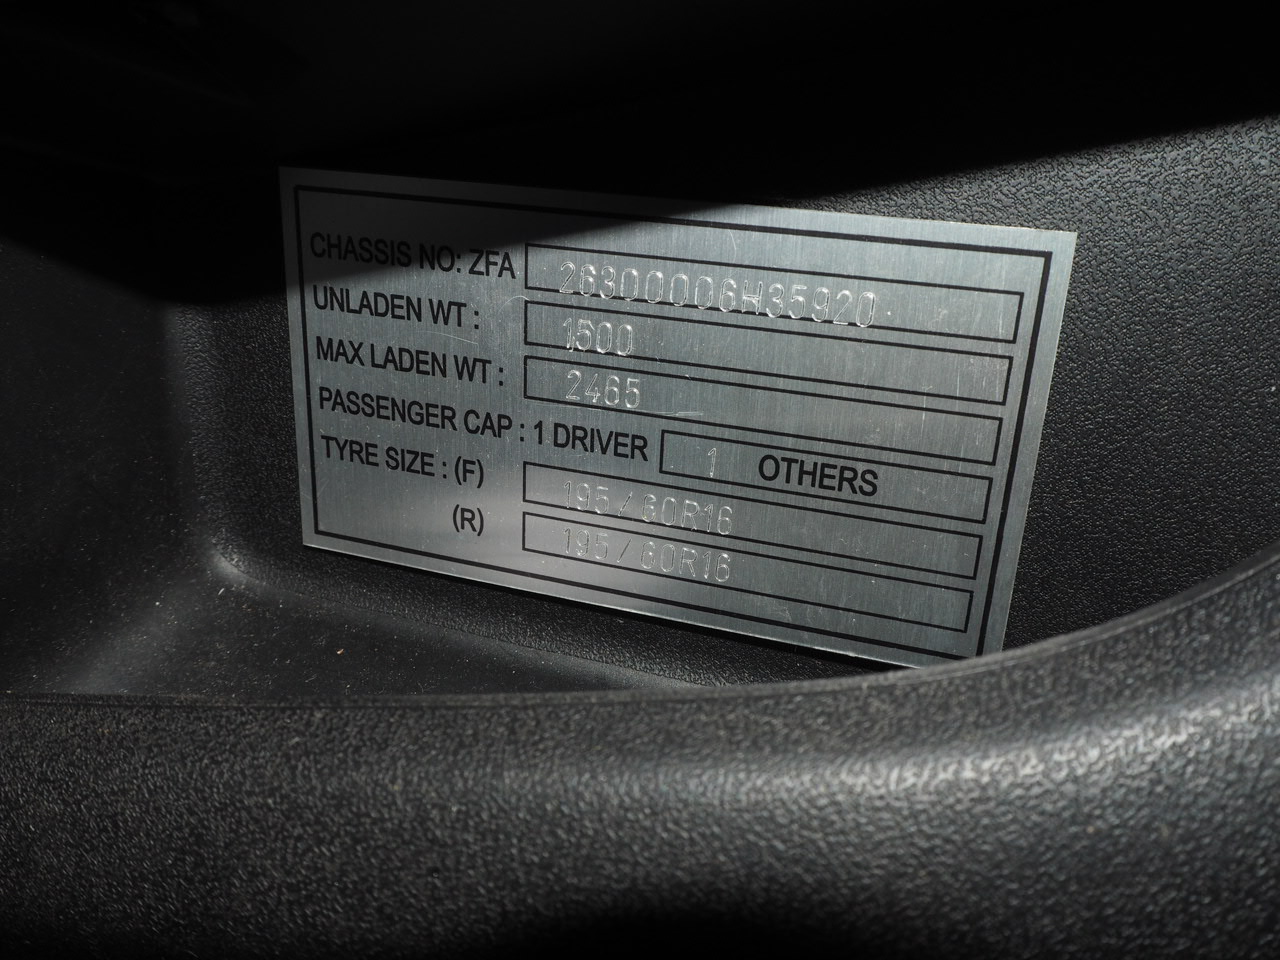 CHASSIS NO: ZFA 26300006H35920
UNLADEN WT : 1500
MAX LADEN WT : 2465
PASSENGER CAP : 1 DRIVER 1 OTHERS
TYRE SIZE : (F) 195/60R16
(R) 195/60R16